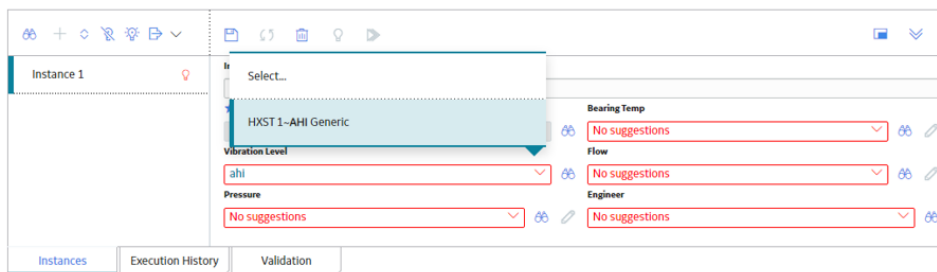 Instance 1
In
Select...
HXST 1~AHI Generic
Bearing Temp
No suggestions
Vibration Level
Flow
ahi
No suggestions
Pressure
Engineer
No suggestions
No suggestions
Instances
Execution History
Validation